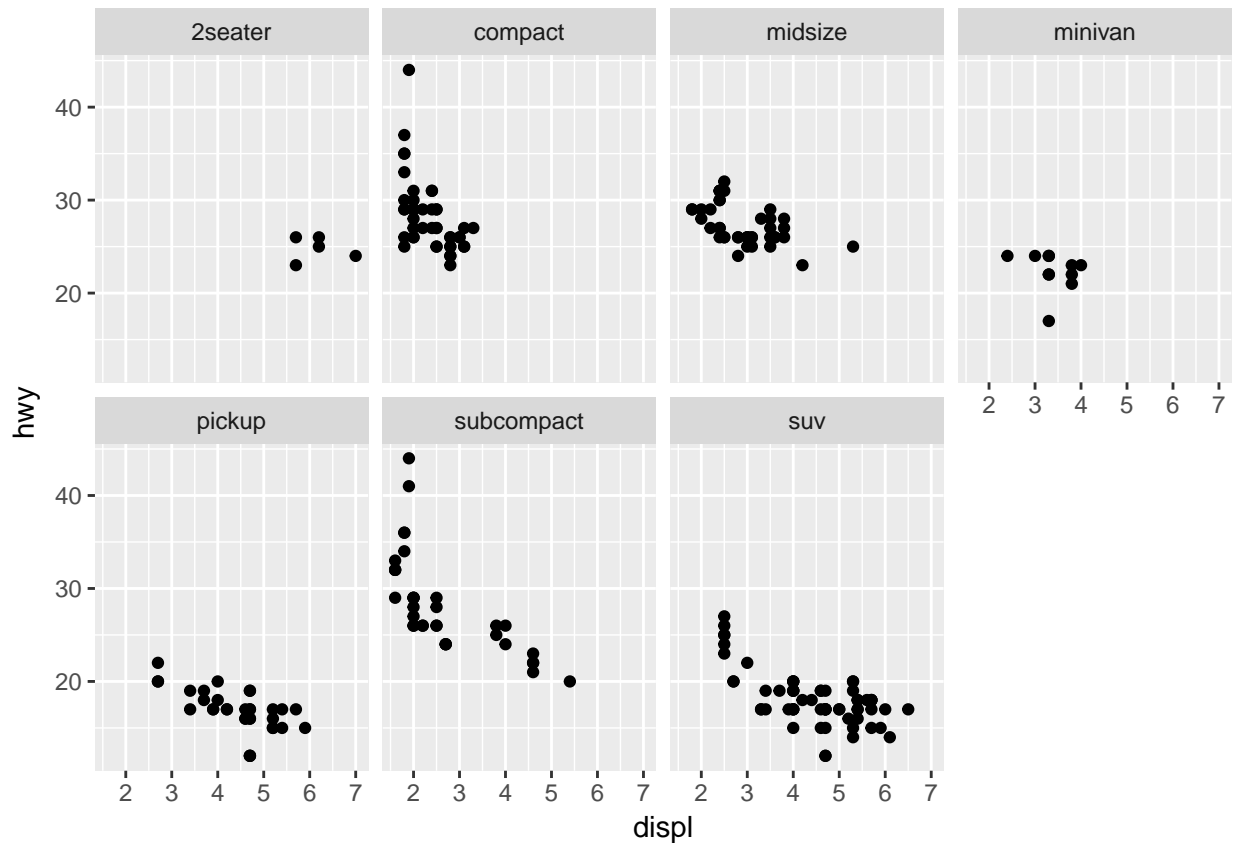 2seater compact midsize minivan
40
30
20
2 3 4 5 6 7
hwy
pickup subcompact suv
40
30
20
2 3 4 5 6 7 2 3 4 5 6 7 2 3 4 5 6 7
displ